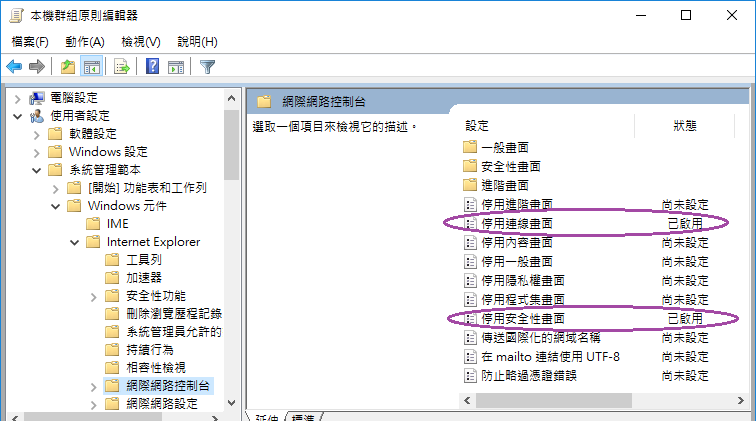 本機群組原則編輯器
檔案(F) 動作(A) 檢視(V) 說明(H)
電腦設定
使用者設定
軟體設定
Windows 設定
系統管理範本
[開始] 功能表和工作列
Windows 元件
IME
Internet Explorer
工具列
加速器
安全性功能
刪除瀏覽歷程記錄
系統管理員允許的
持續行為
相容性檢視
網際網路控制台
網際網路設定
網際網路控制台
選取一個項目來檢視它的描述。
設定 狀態
一般畫面
安全性畫面
進階畫面
停用進階畫面 尚未設定
停用連線畫面 已啟用
停用內容畫面 尚未設定
停用一般畫面 尚未設定
停用隱私權畫面 尚未設定
停用程式集畫面 尚未設定
停用安全性畫面 已啟用
傳送國際化的網域名稱 尚未設定
在 mailto 連結使用 UTF-8 尚未設定
防止略過憑證錯誤 尚未設定
延伸 標準